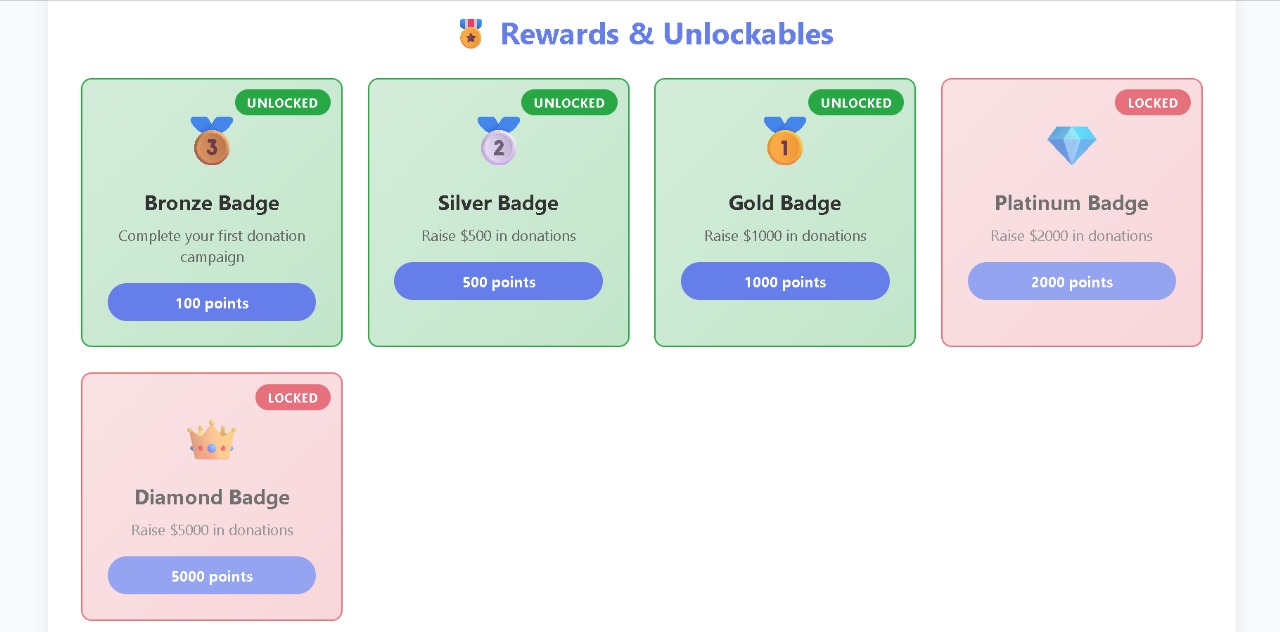 Rewards & Unlockables
UNLOCKED
3
Bronze Badge
Complete your first donation
campaign
100 points
UNLOCKED
2
Silver Badge
Raise $500 in donations
500 points
UNLOCKED
1
Gold Badge
Raise $1000 in donations
1000 points
LOCKED
Platinum Badge
Raise $2000 in donations
2000 points
LOCKED
Diamond Badge
Raise $5000 in donations
5000 points